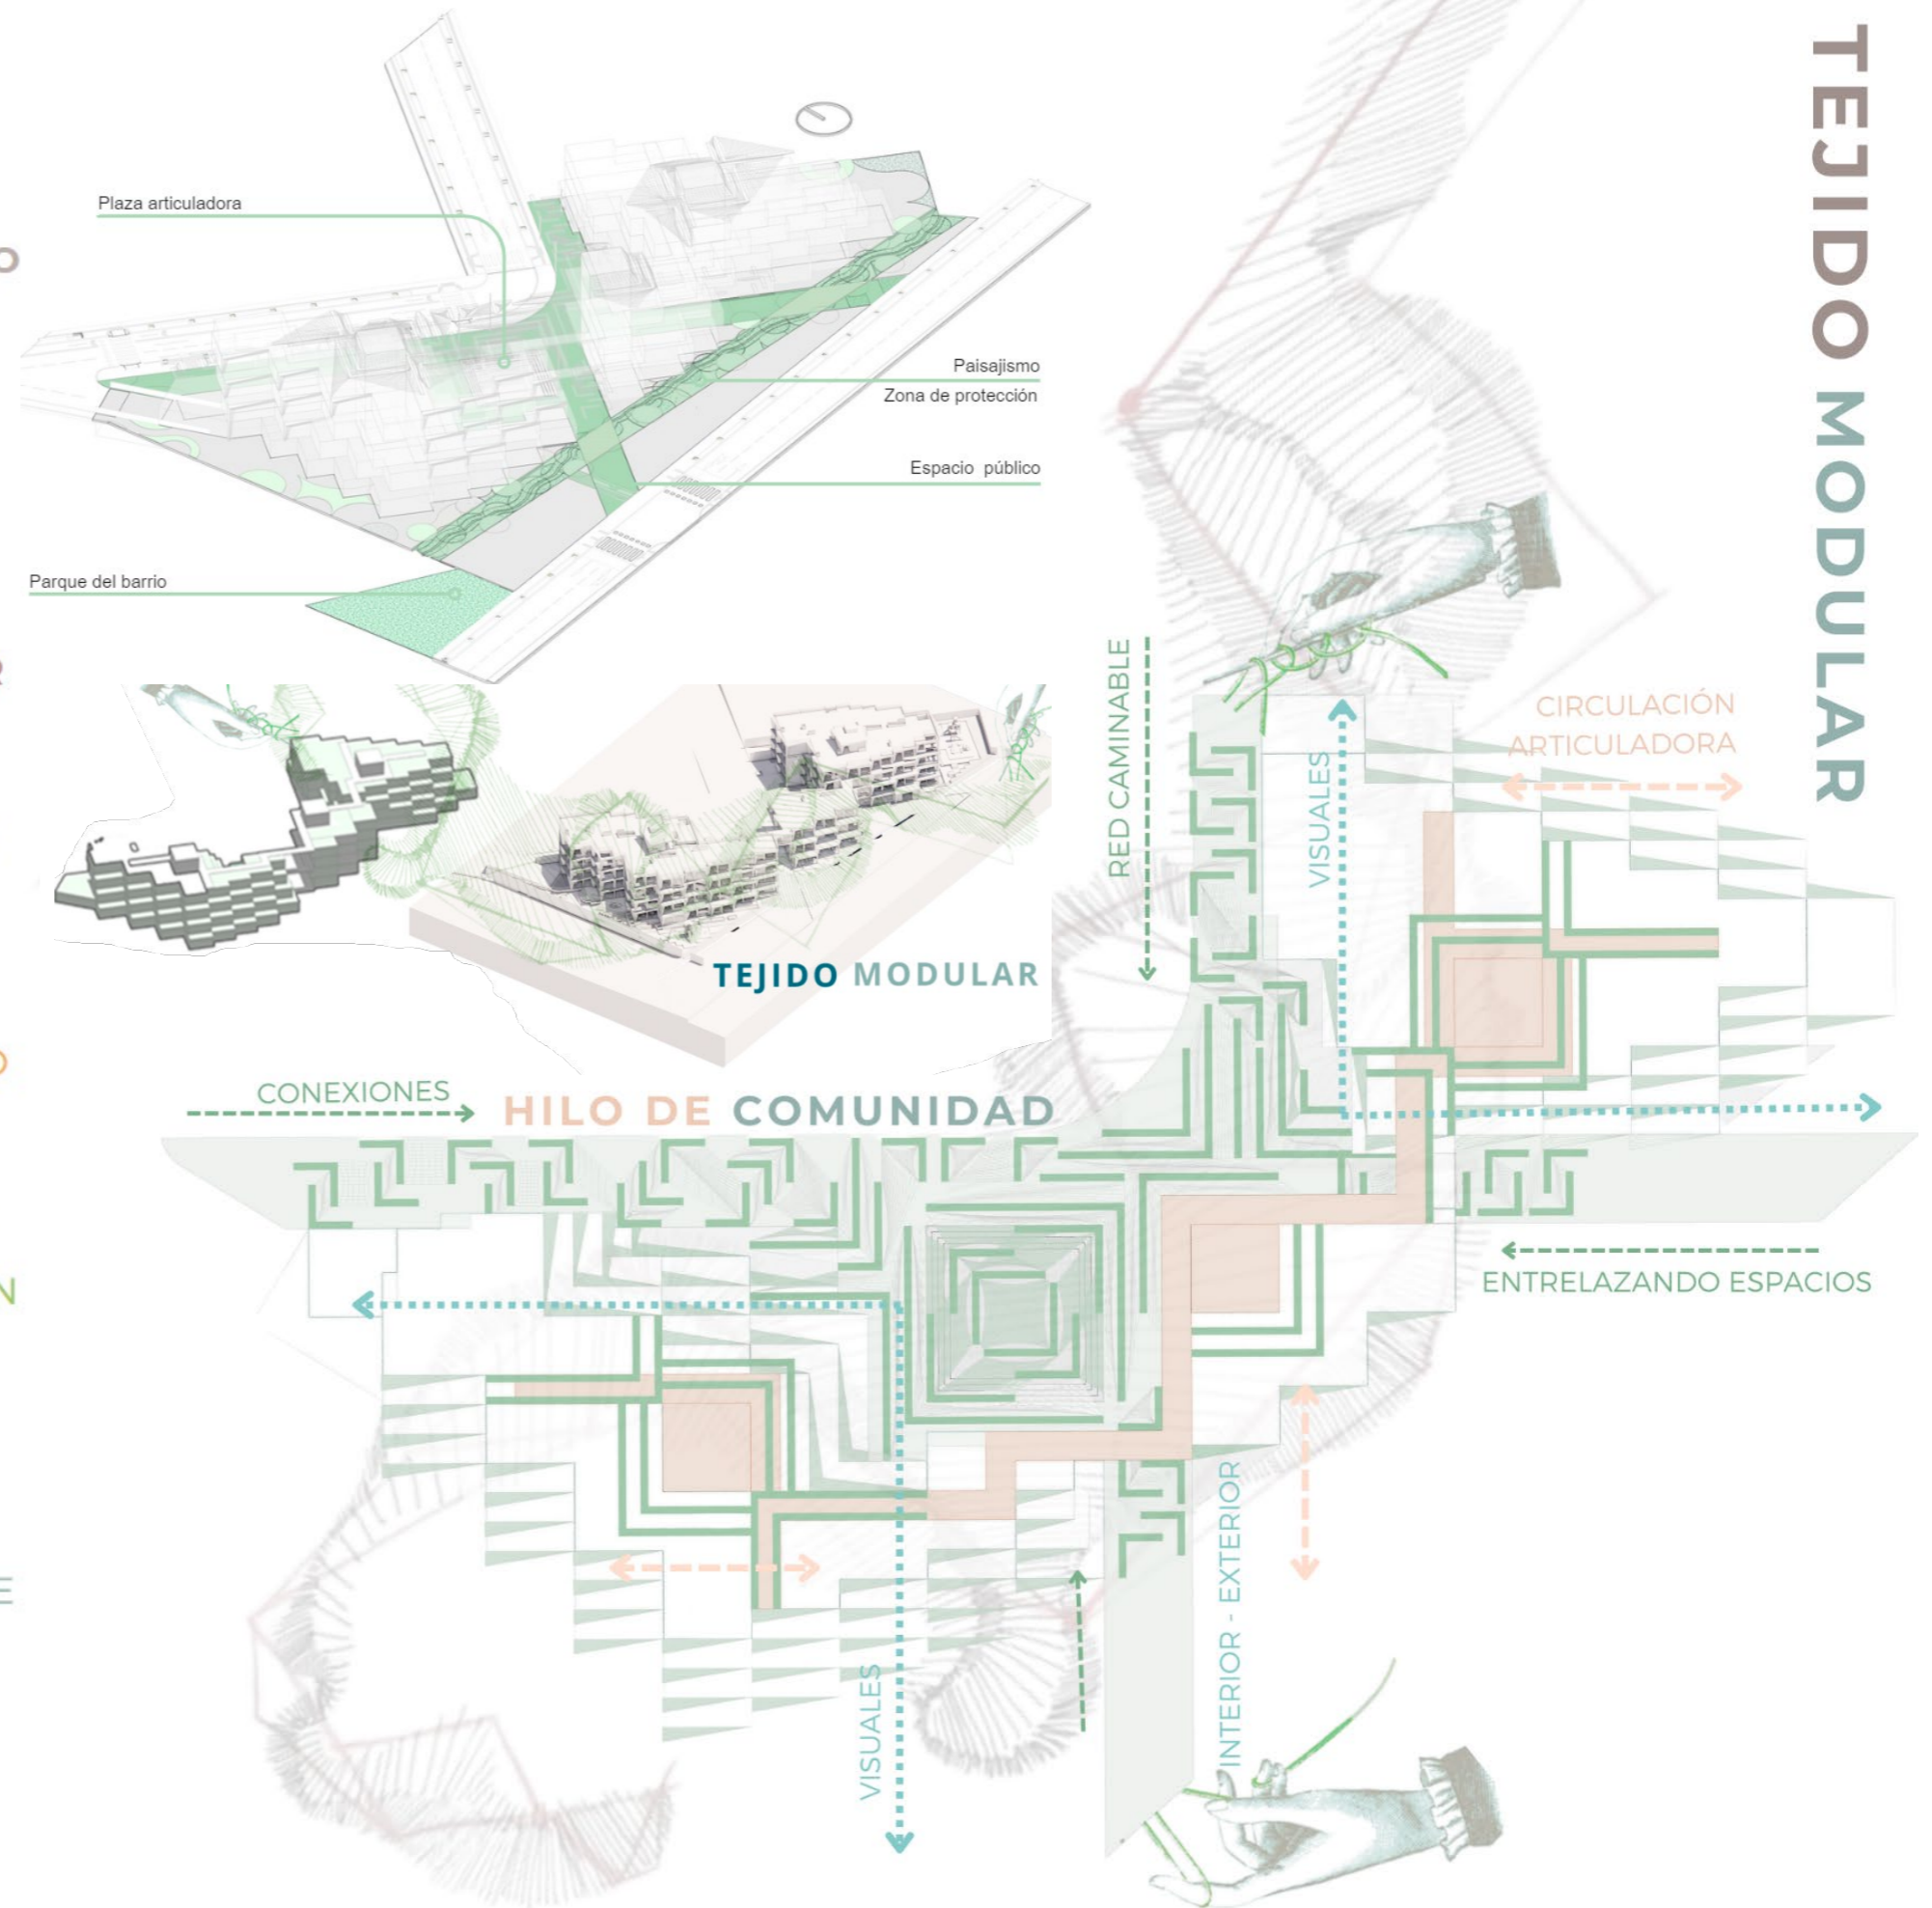 TEJIDO MODULAR
Plaza articuladora
Paisajismo
Zona de protección
Espacio público
Parque del barrio
TEJIDO MODULAR
RED CAMINABLE
VISUALES
CIRCULACIÓN
ARTICULADORA
CONEXIONES
HILO DE COMUNIDAD
ENTRELAZANDO ESPACIOS
INTERIOR - EXTERIOR
VISUALES
O
R
O
N
E